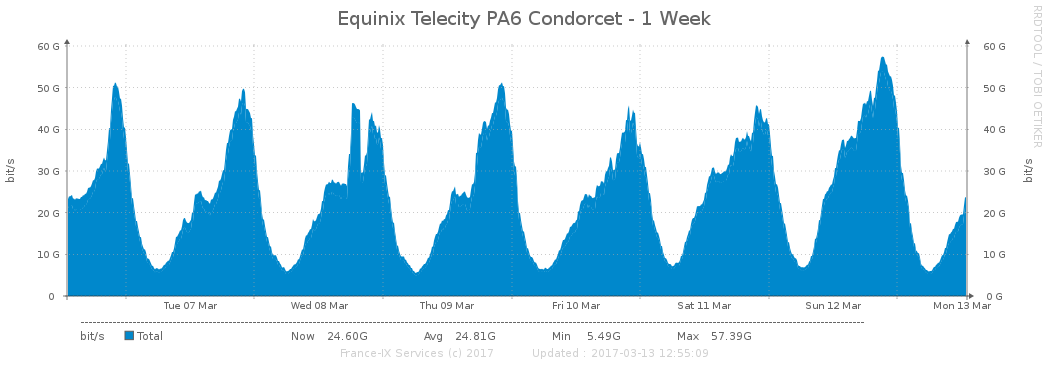 Equinix Telecity PA6 Condorcet - 1 Week
RRDTOOL / TOBI OETIKER
60 G 60 G
50 G 50 G
40 G 40 G
30 G 30 G
20 G 20 G
10 G 10 G
0 0 G
bit/s
bit/s
Tue 07 Mar Wed 08 Mar Thu 09 Mar Fri 10 Mar Sat 11 Mar Sun 12 Mar Mon 13 Mar
bit/s Total Now 24.60G Avg 24.81G Min 5.49G Max 57.39G
France-IX Services (c) 2017 Updated : 2017-03-13 12:55:09